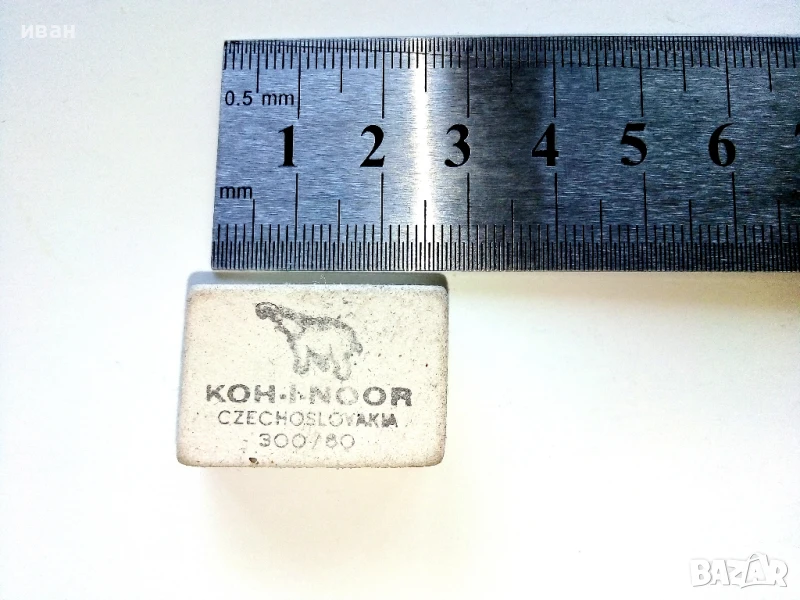 иван
0.5 mm
1 2 3 4 5 6
mm
KOH-I-NOOR
CZECHOSLOVAKIA
300/80
BAZAR